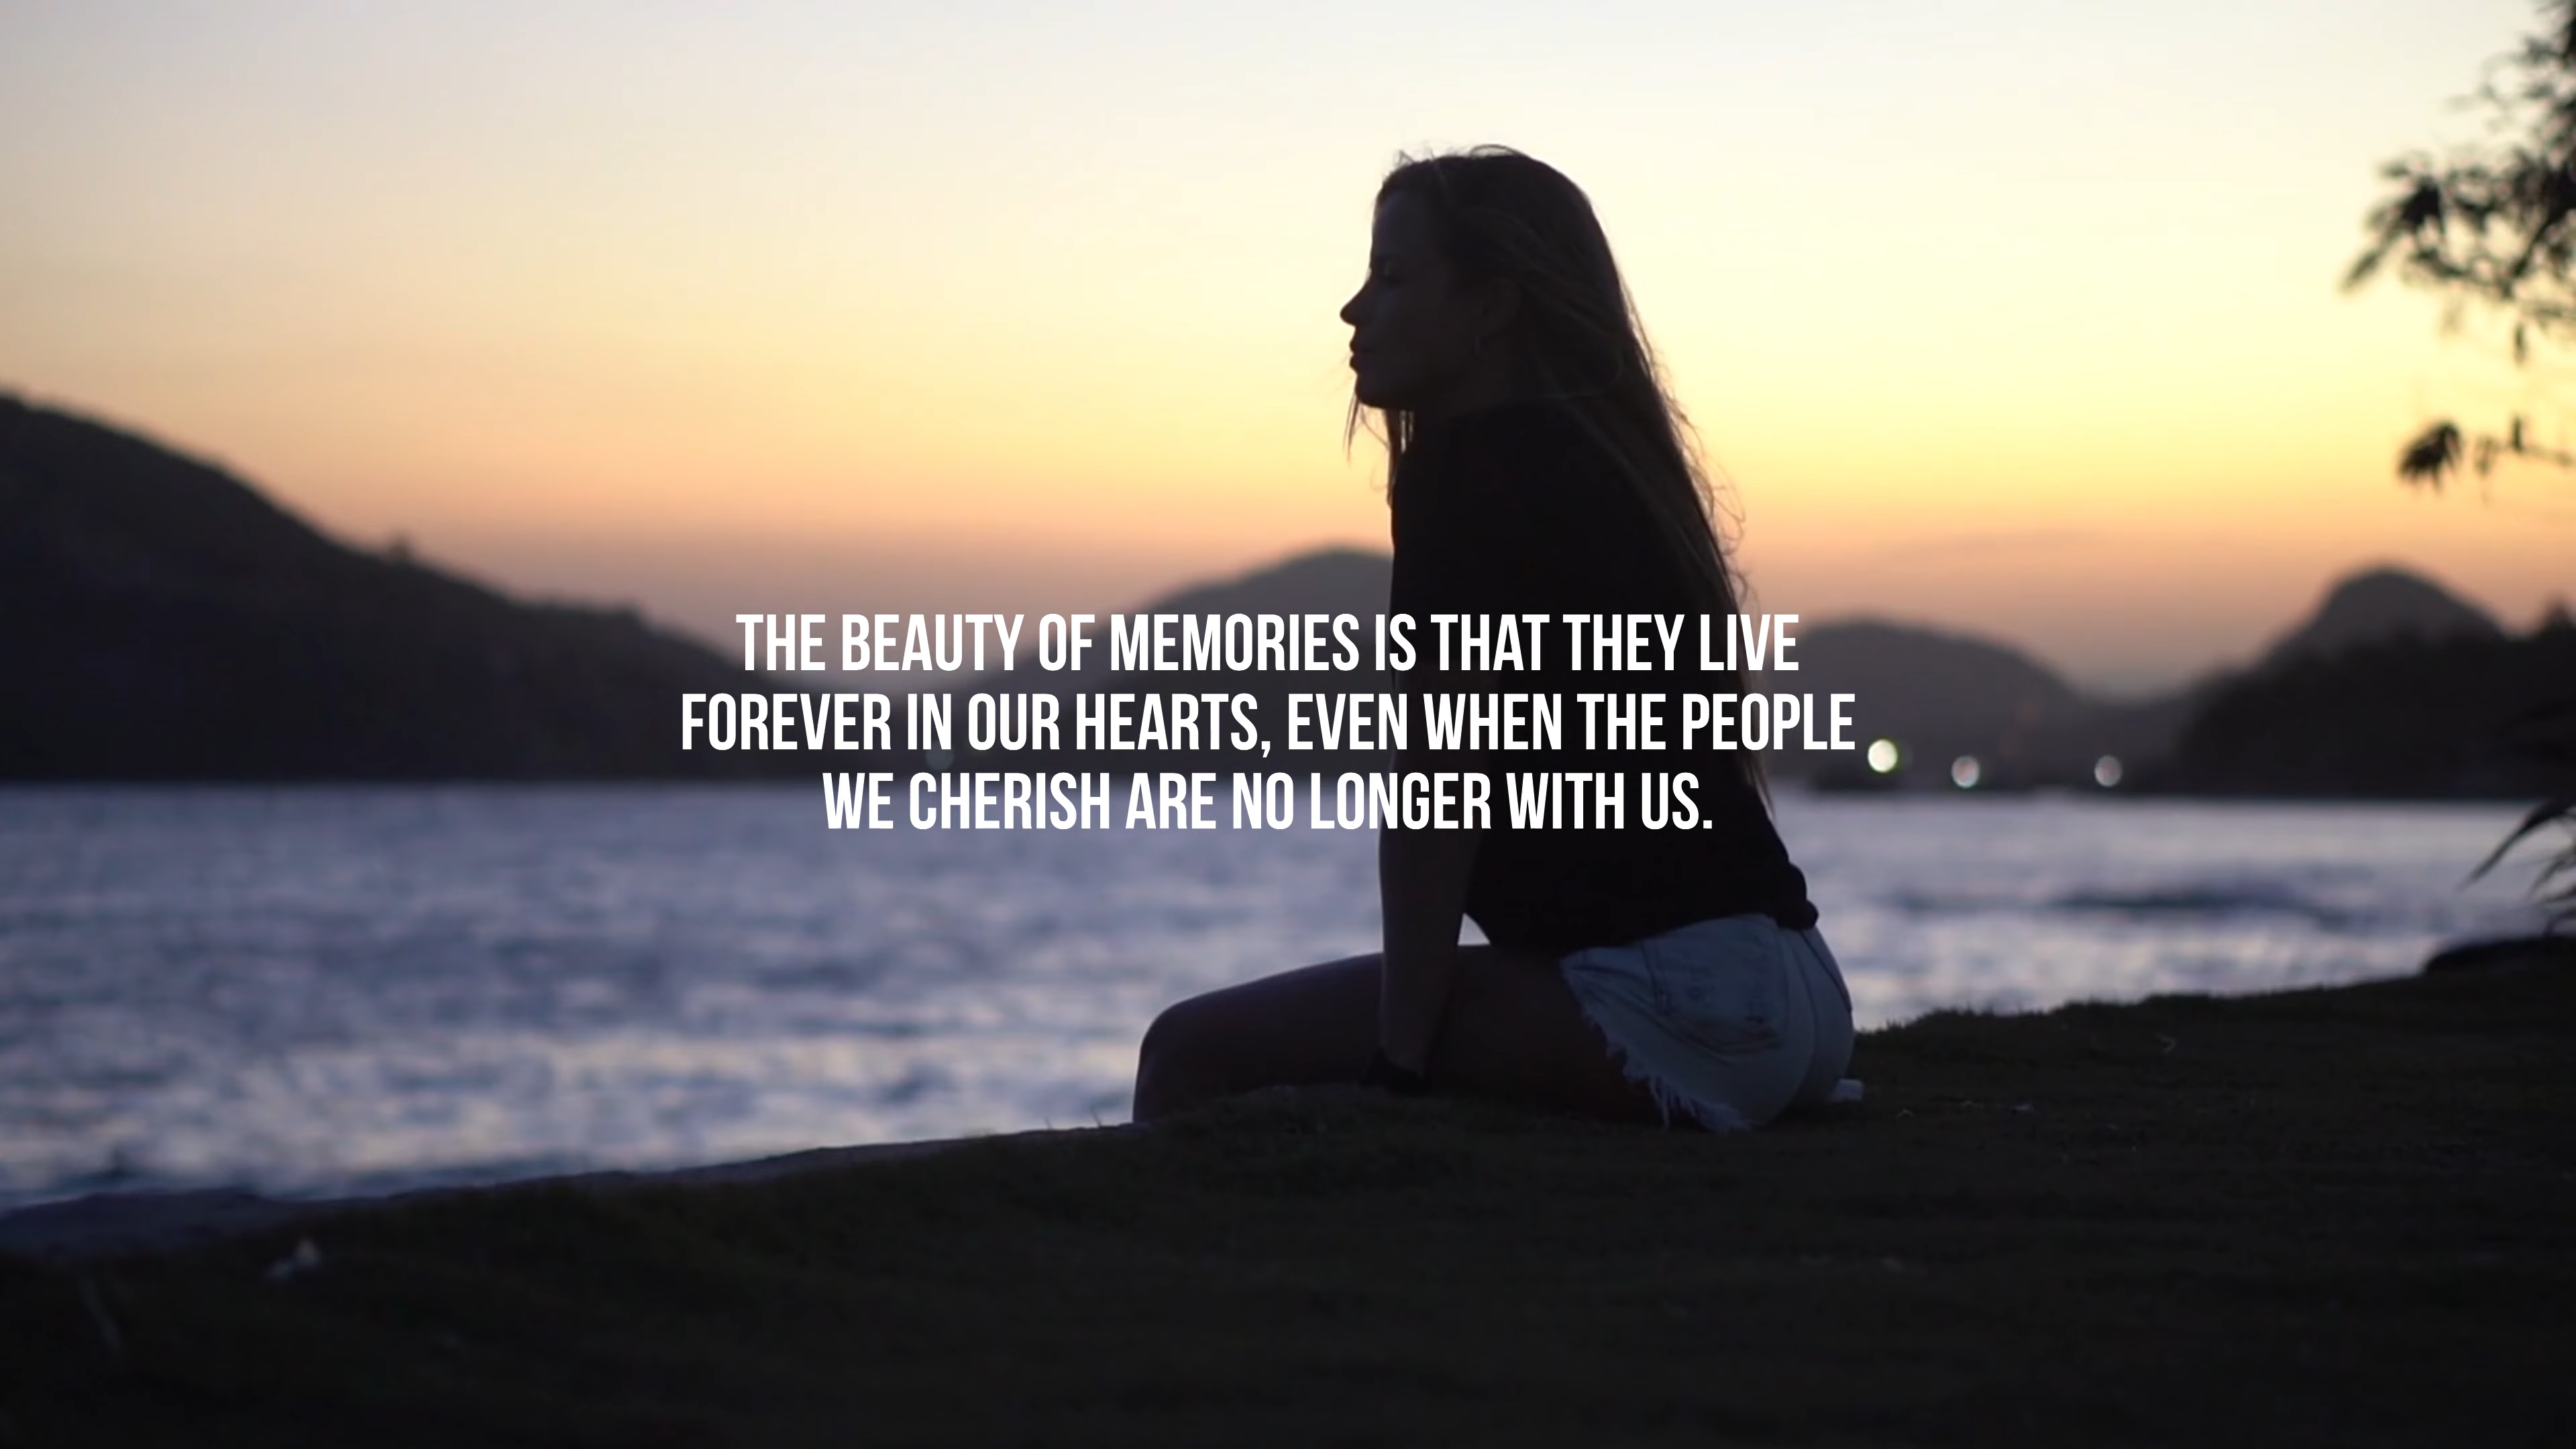 THE BEAUTY OF MEMORIES IS THAT THEY LIVE
FOREVER IN OUR HEARTS, EVEN WHEN THE PEOPLE
WE CHERISH ARE NO LONGER WITH US.